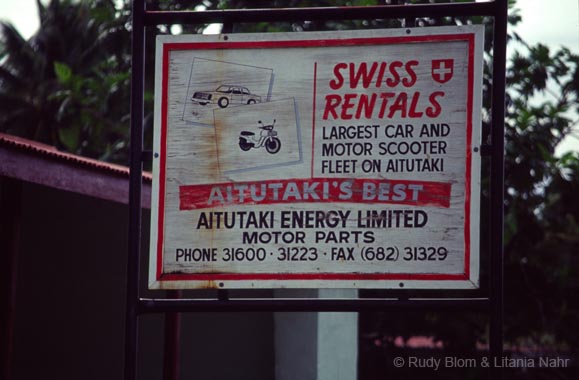 SWISS
RENTALS
LARGEST CAR AND
MOTOR SCOOTER
FLEET ON AITUTAKI
AITUTAKI'S BEST
AITUTAKI ENERGY LIMITED
MOTOR PARTS
PHONE 31600 · 31223 · FAX (682) 31329
© Rudy Blom & Litania Nahr